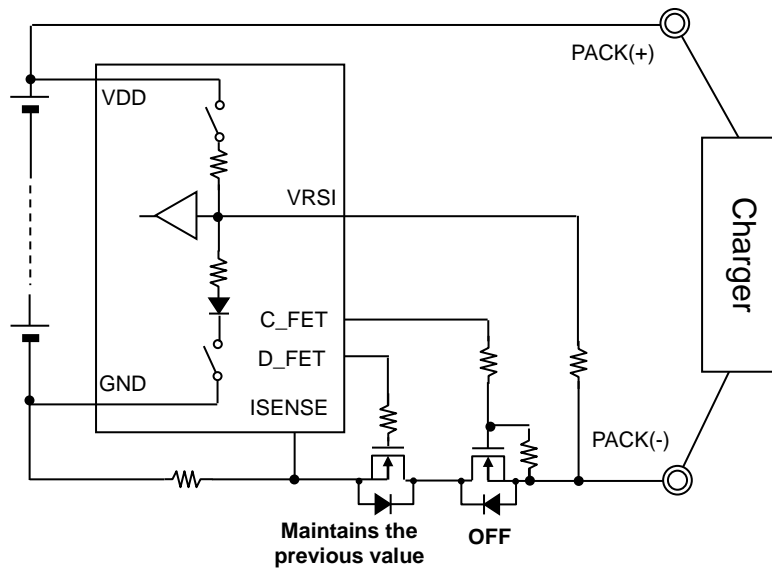 PACK(+)
VDD
VRSI
Charger
C_FET
D_FET
GND
ISENSE
PACK(-)
Maintains the
previous value
OFF